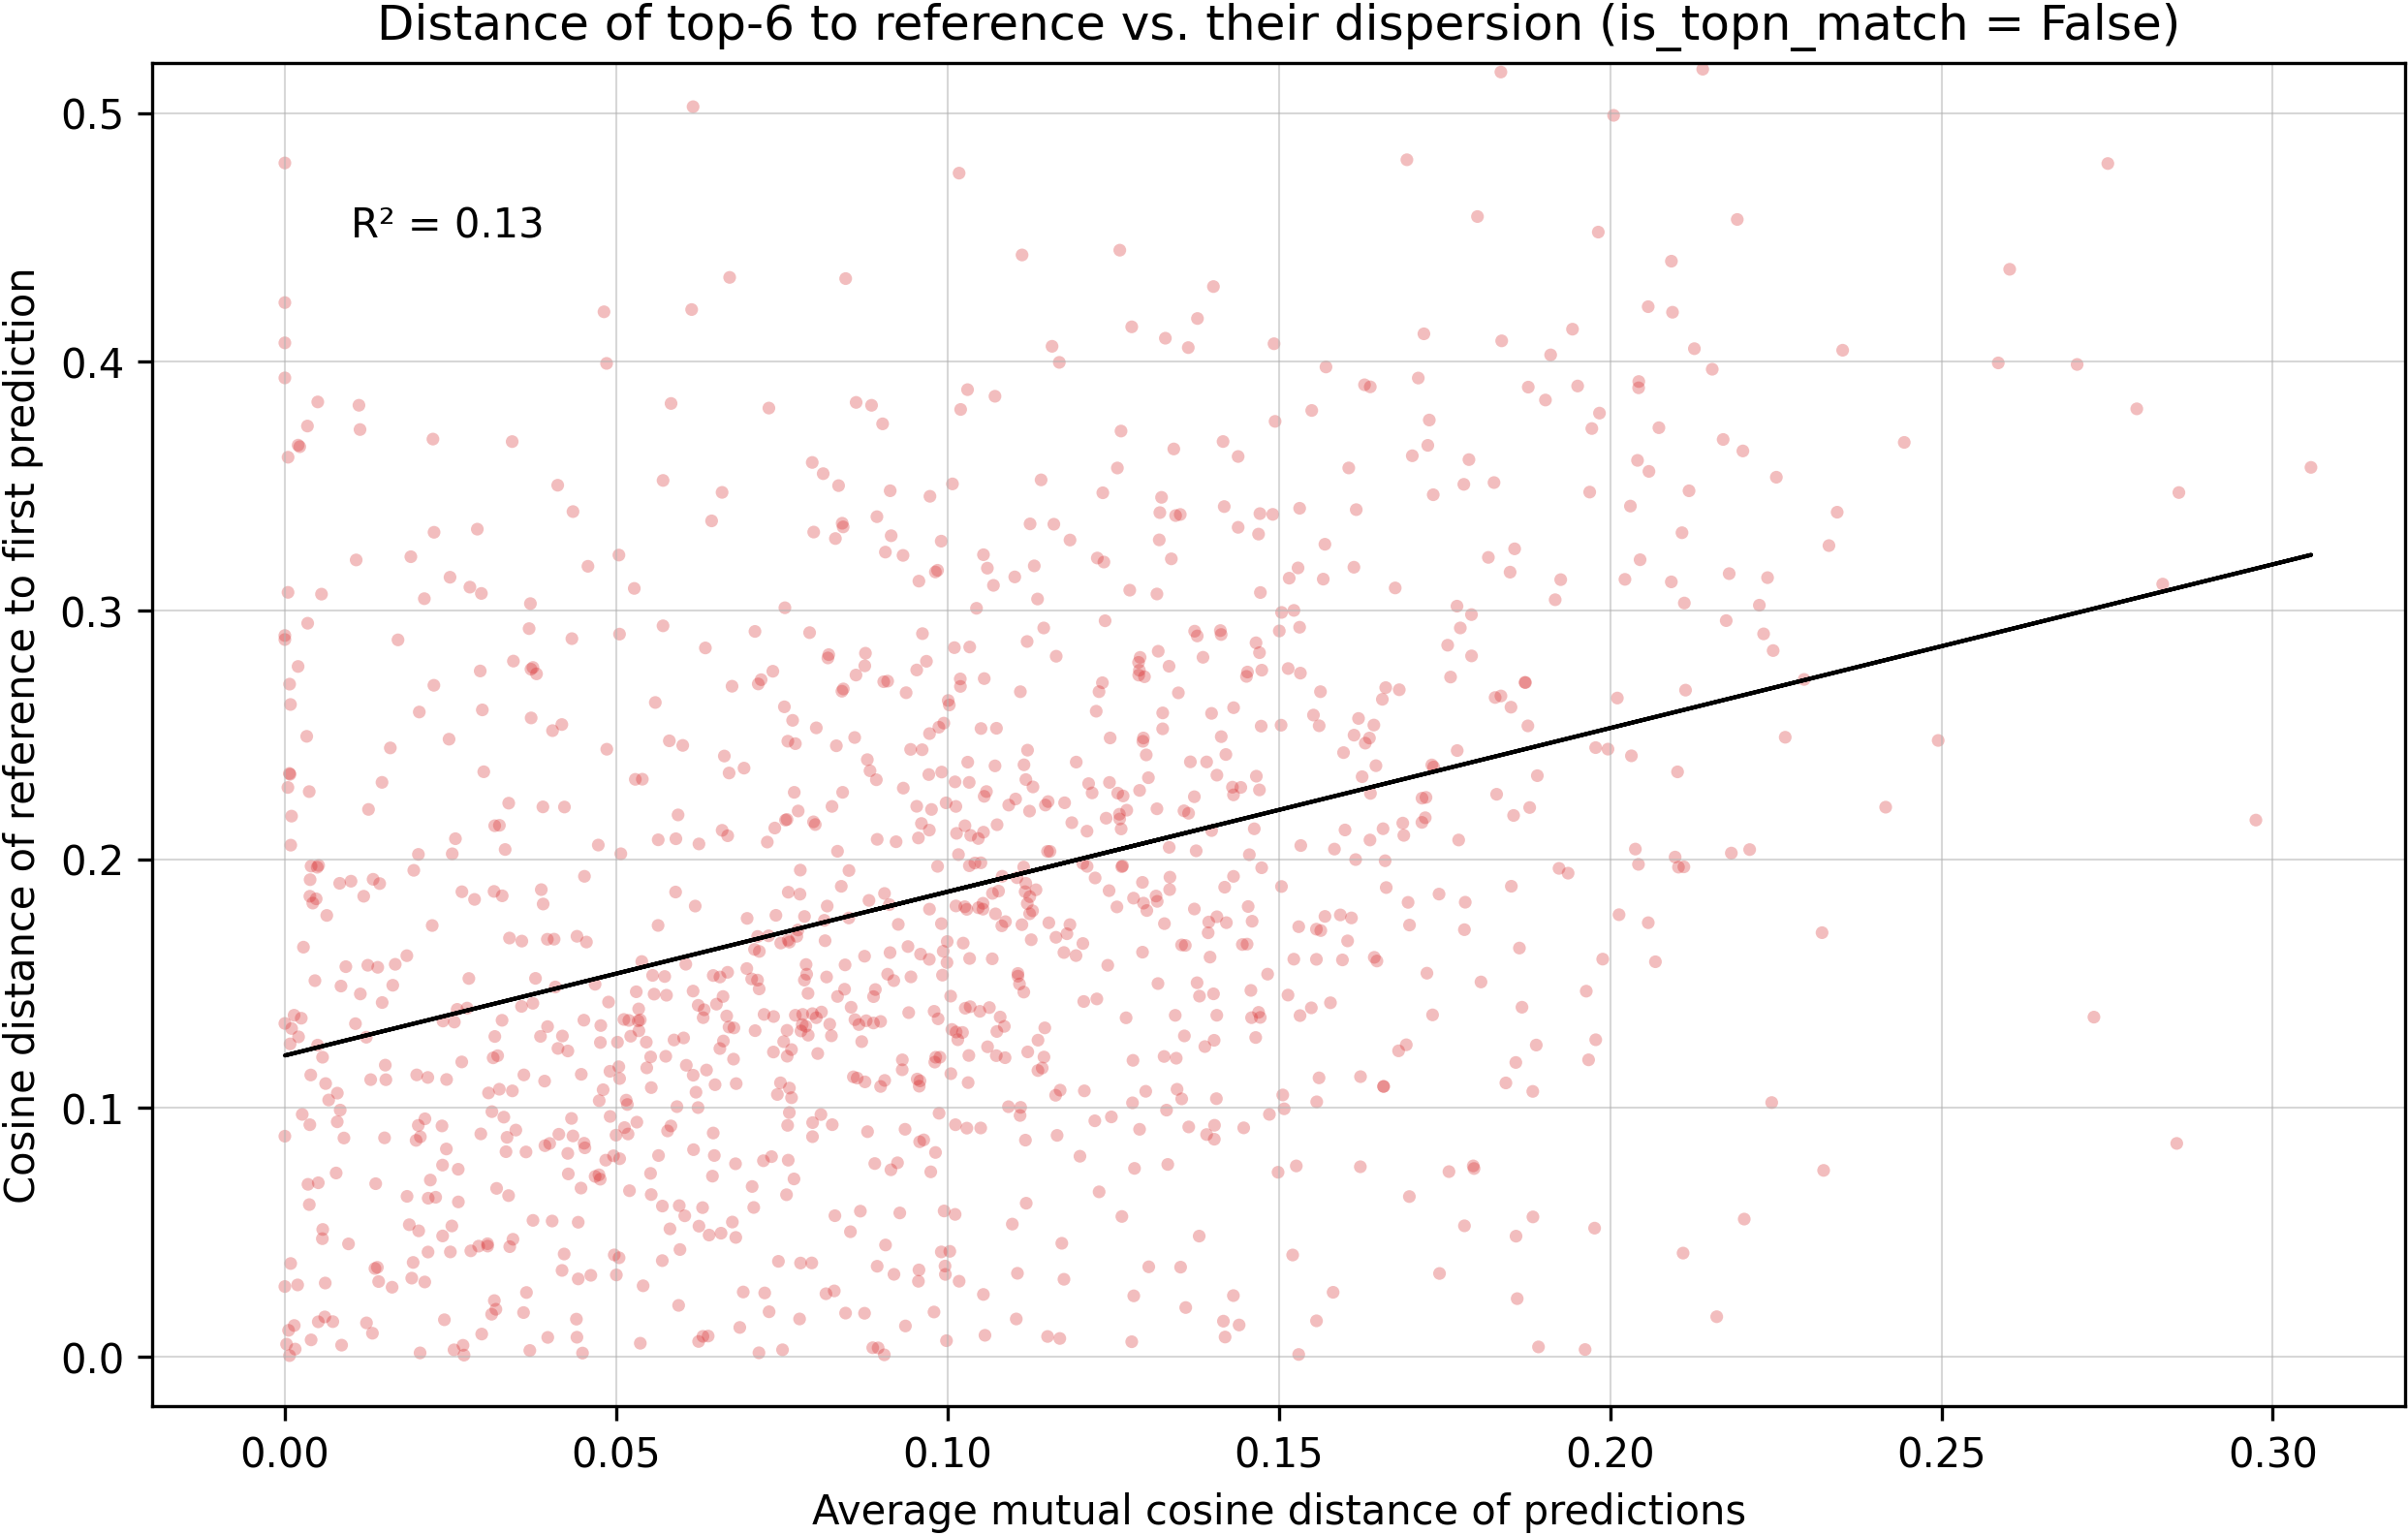 Distance of top-6 to reference vs. their dispersion (is_topn_match = False)
Cosine distance of reference to first prediction
0.5
0.4
0.3
0.2
0.1
0.0
R² = 0.13
0.00 0.05 0.10 0.15 0.20 0.25 0.30
Average mutual cosine distance of predictions